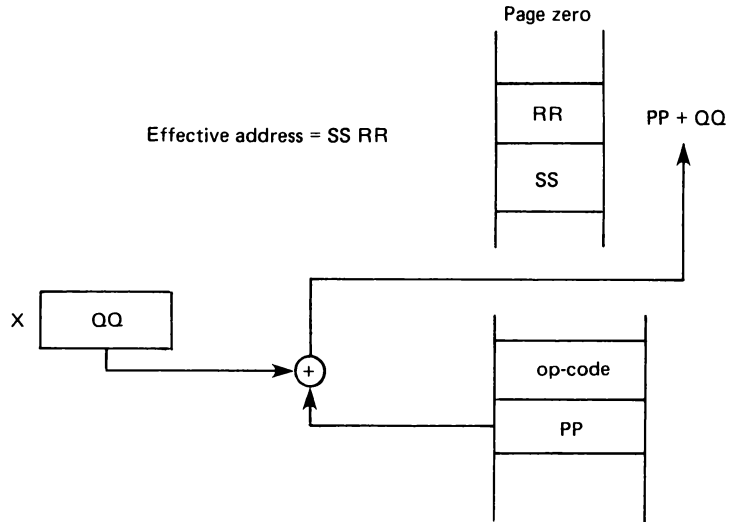 Page zero
RR
PP + QQ
Effective address = SS RR
SS
X
QQ
+
op-code
PP